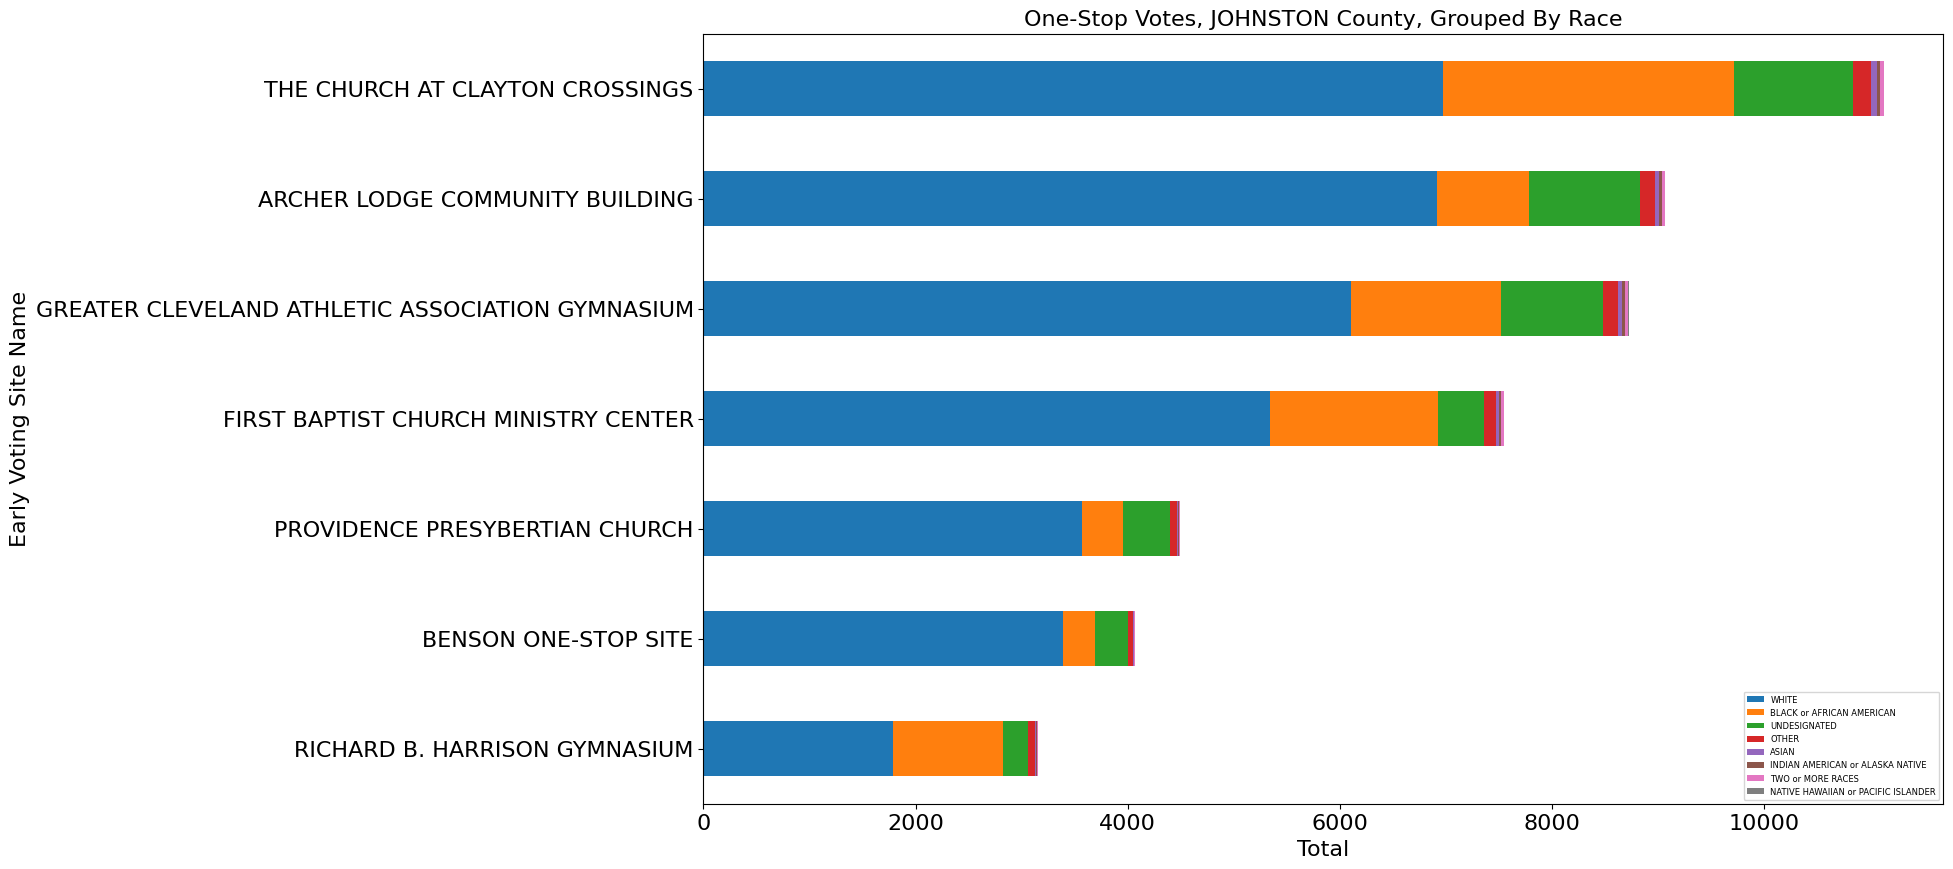 One-Stop Votes, JOHNSTON County, Grouped By Race
Early Voting Site Name
THE CHURCH AT CLAYTON CROSSINGS
ARCHER LODGE COMMUNITY BUILDING
GREATER CLEVELAND ATHLETIC ASSOCIATION GYMNASIUM
FIRST BAPTIST CHURCH MINISTRY CENTER
PROVIDENCE PRESYBERTIAN CHURCH
BENSON ONE-STOP SITE
RICHARD B. HARRISON GYMNASIUM
WHITE
BLACK or AFRICAN AMERICAN
UNDESIGNATED
OTHER
ASIAN
INDIAN AMERICAN or ALASKA NATIVE
TWO or MORE RACES
NATIVE HAWAIIAN or PACIFIC ISLANDER
0 2000 4000 6000 8000 10000
Total